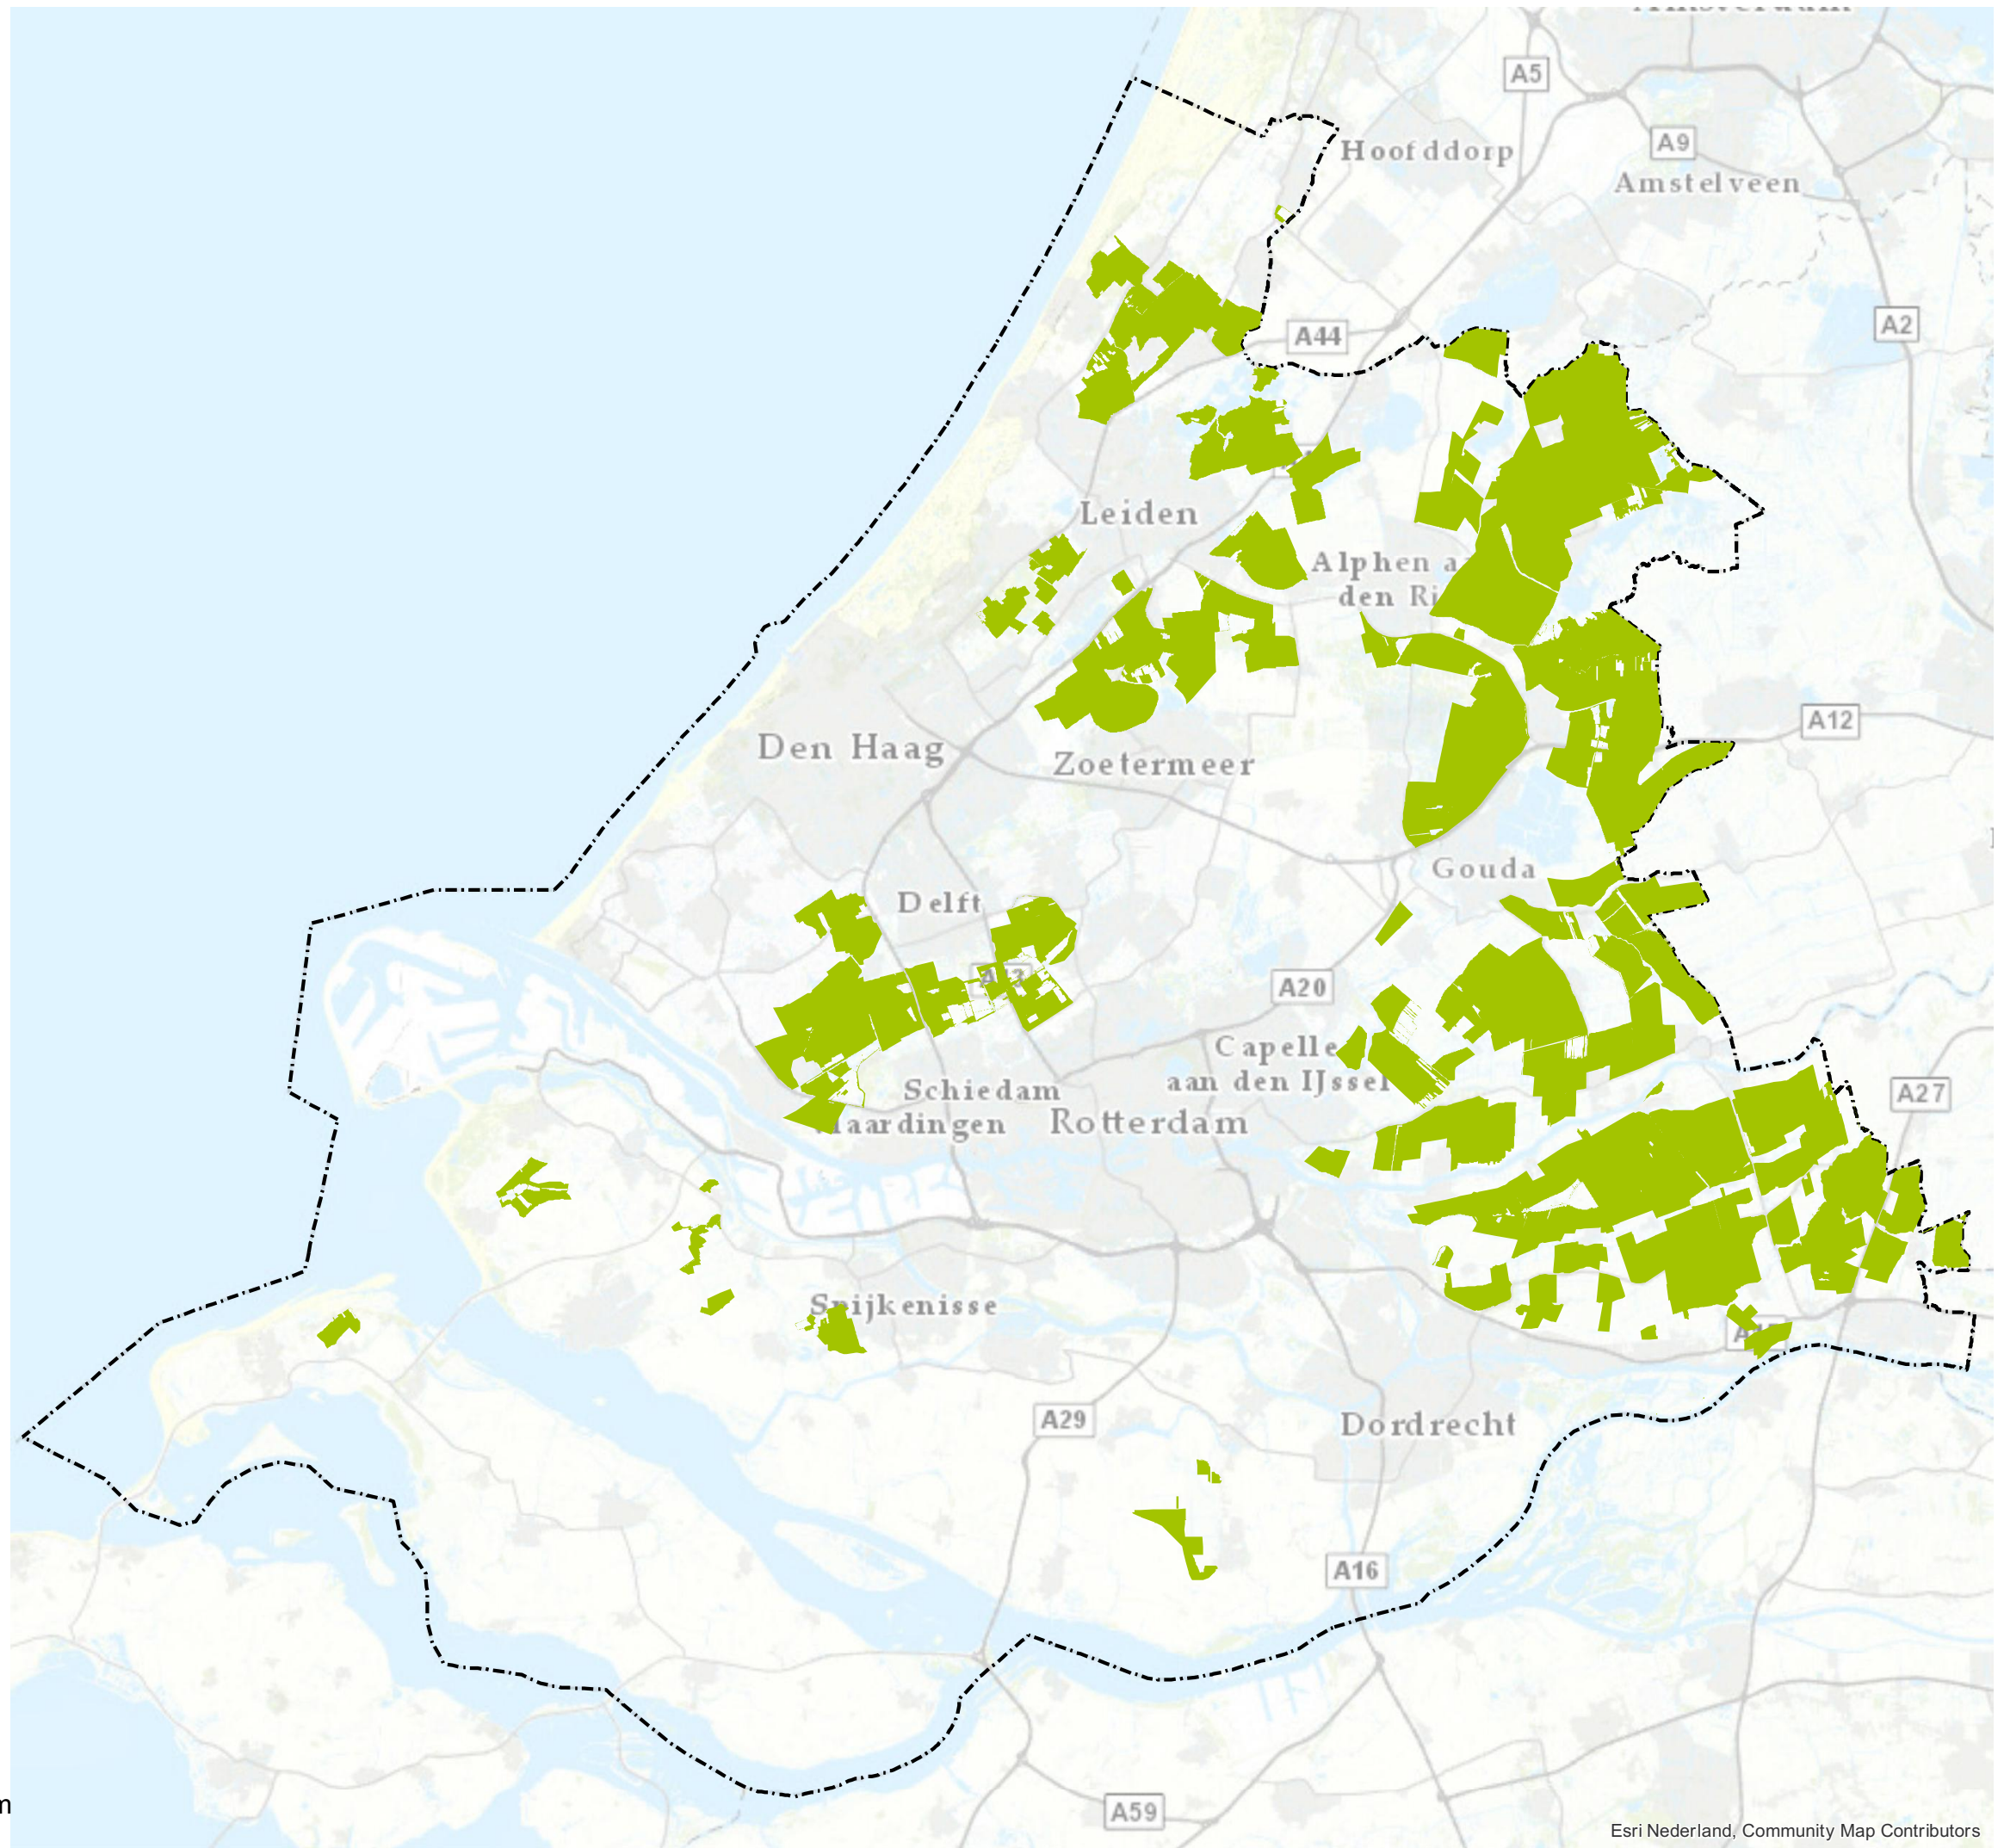 A5
Hoofddorp
A9
Amstelveen
A2
A44
Leiden
Alphen a
den Ri
A12
Den Haag
Zoetermeer
Gouda
Delft
A20
Capelle
aan den IJssel
Schiedam
Vlaardingen
Rotterdam
A27
Spijkenisse
A29
Dordrecht
A16
A59
Esri Nederland, Community Map Contributors